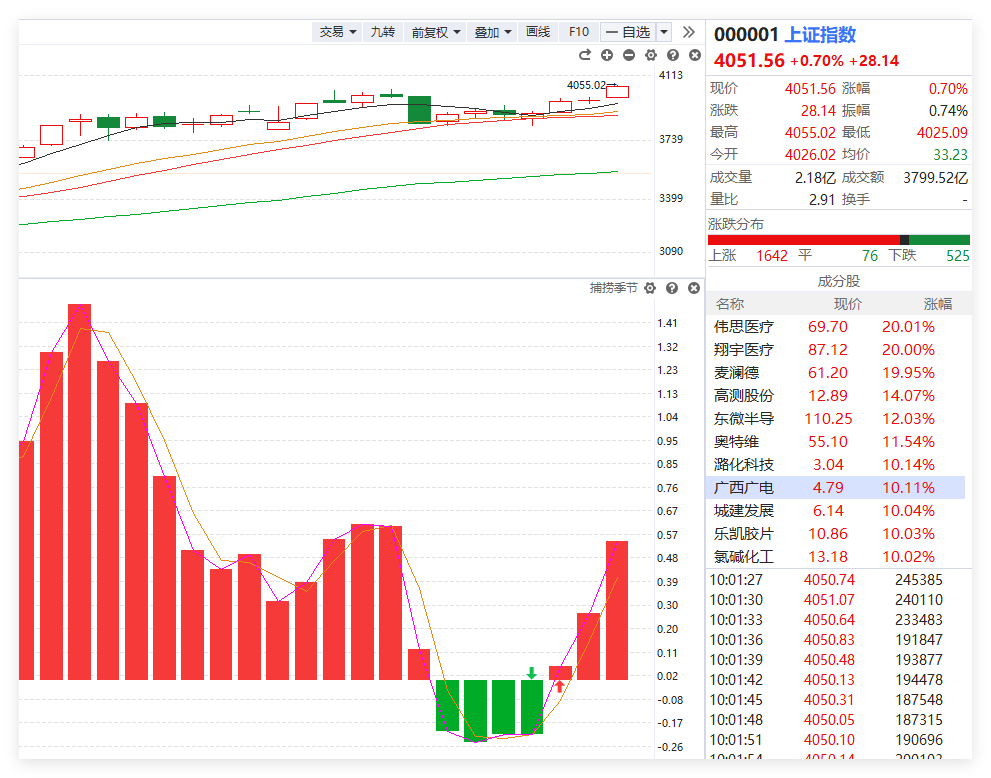 交易 九转 前复权 叠加 画线 F10 一 自选
4055.02
4113
3739
3399
3090
捕捞季节
1.41
1.32
1.23
1.13
1.04
0.95
0.85
0.76
0.67
0.57
0.48
0.39
0.30
0.20
0.11
0.02
-0.08
-0.17
-0.26
000001 上证指数
4051.56 +0.70% +28.14
现价 4051.56 涨幅 0.70%
涨跌 28.14 振幅 0.74%
最高 4055.02 最低 4025.09
今开 4026.02 均价 33.23
成交量 2.18亿 成交额 3799.52亿
量比 2.91 换手 -
涨跌分布
上涨 1642 平 76 下跌 525
成分股
名称 现价 涨幅
伟思医疗 69.70 20.01%
翔宇医疗 87.12 20.00%
麦澜德 61.20 19.95%
高测股份 12.89 14.07%
东微半导 110.25 12.03%
奥特维 55.10 11.54%
潞化科技 3.04 10.14%
广西广电 4.79 10.11%
城建发展 6.14 10.04%
乐凯胶片 10.86 10.03%
氯碱化工 13.18 10.02%
10:01:27 4050.74 245385
10:01:30 4051.07 240110
10:01:33 4050.64 233483
10:01:36 4050.83 191847
10:01:39 4050.48 193877
10:01:42 4050.13 194478
10:01:45 4050.31 187548
10:01:48 4050.05 187315
10:01:51 4050.10 190696